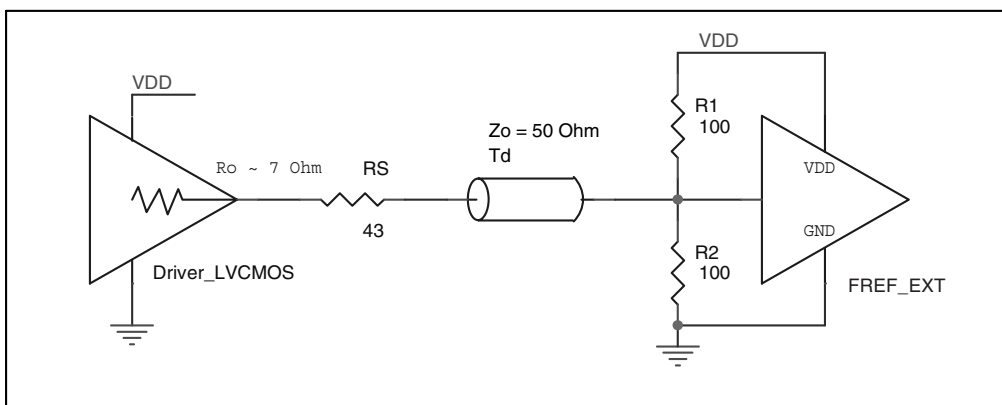 VDD
Ro ~ 7 Ohm
RS
43
Driver_LVCMOS
Zo = 50 Ohm
Td
VDD
R1
100
R2
100
VDD
GND
FREF_EXT